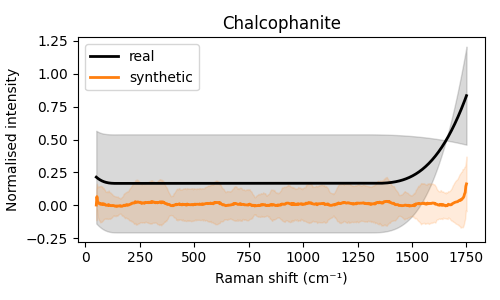 Chalcophanite
real
synthetic
Normalised intensity
1.25
1.00
0.75
0.50
0.25
0.00
−0.25
0 250 500 750 1000 1250 1500 1750
Raman shift (cm⁻¹)